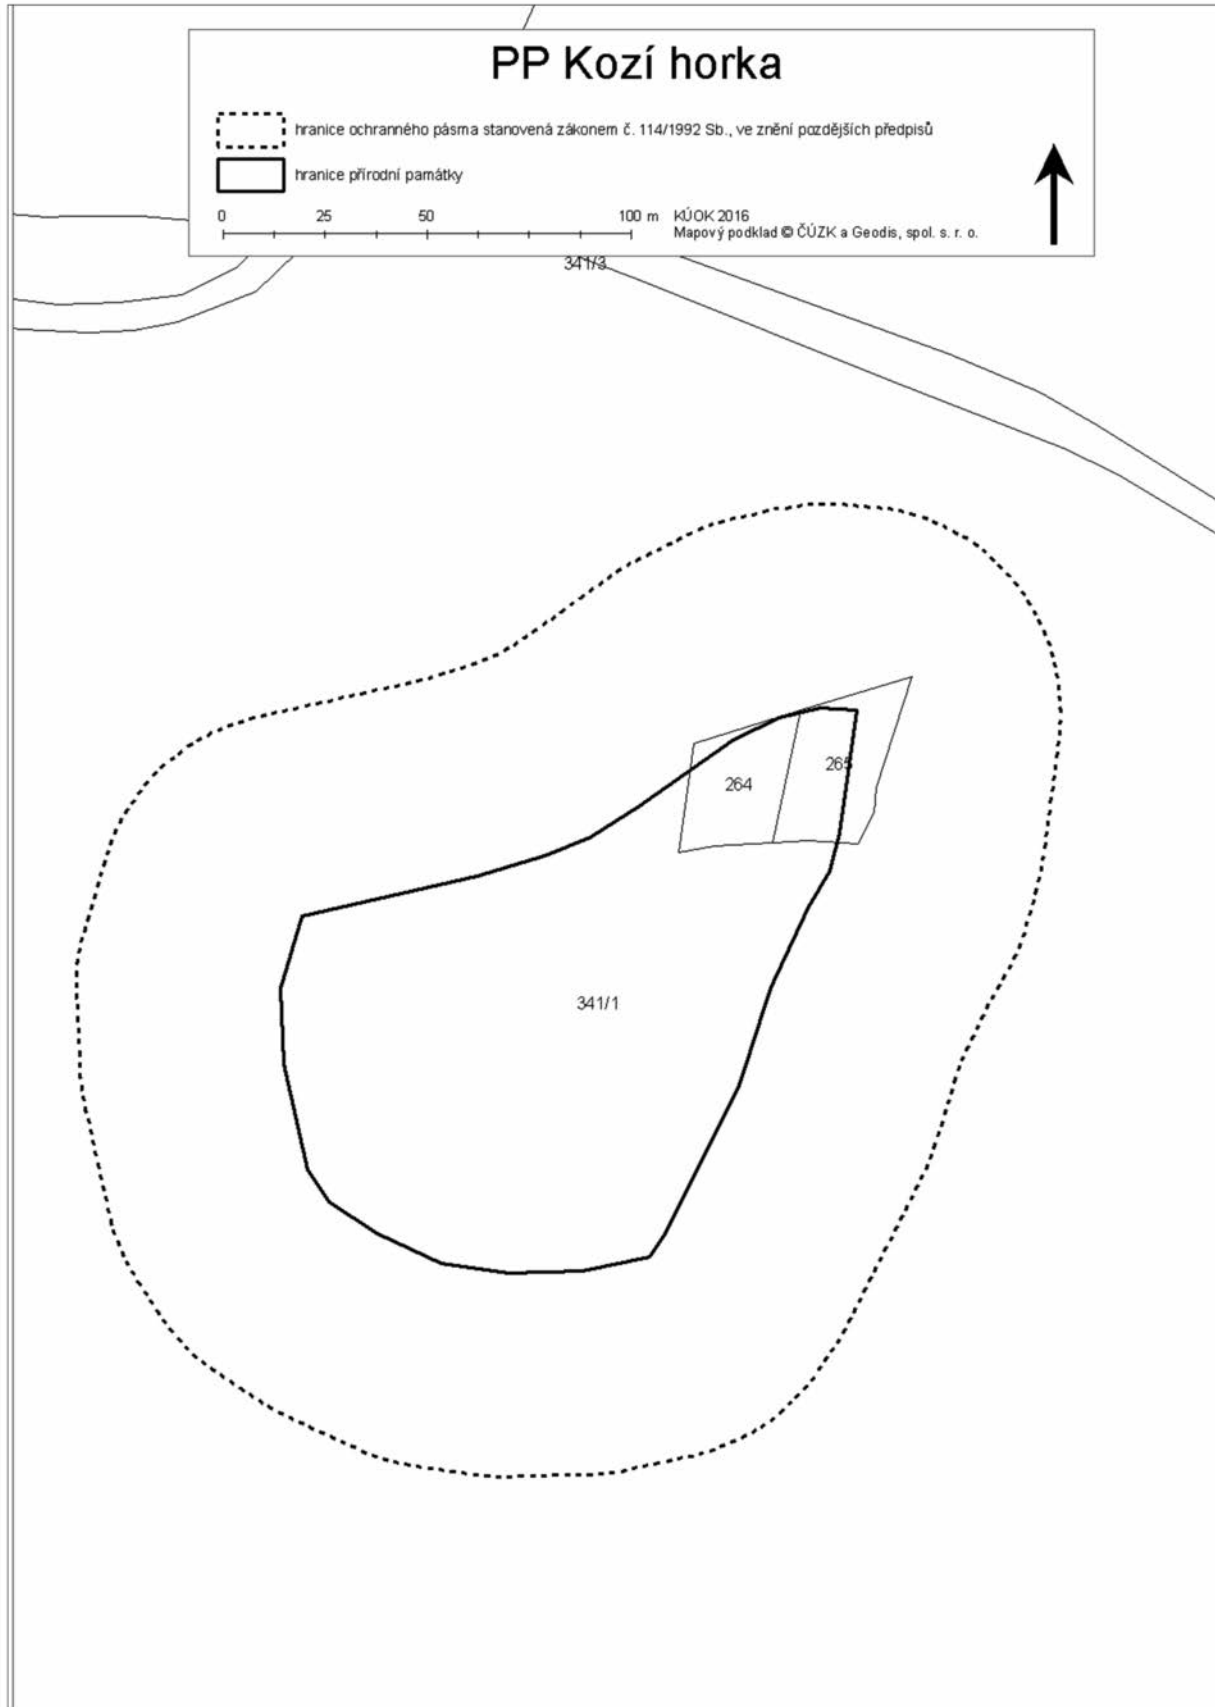 PP Kozí horka
hranice ochranného pásma stanovená zákonem č. 114/1992 Sb., ve znění pozdějších předpisů
hranice přírodní památky
0 25 50 100 m KÚOK 2016
Mapový podklad © ČÚZK a Geodis, spol. s. r. o.
341/3
265
264
341/1